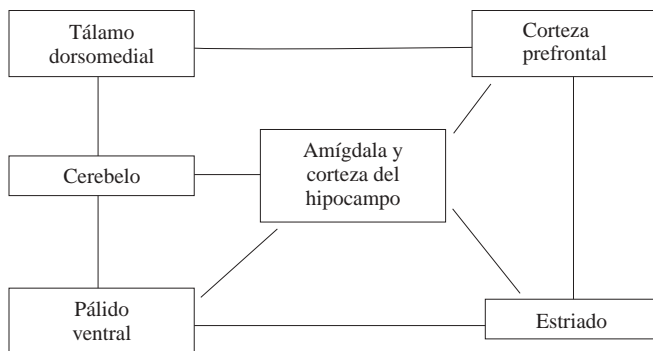 Tálamo
dorsomedial
Corteza
prefrontal
Amígdala y
corteza del
hipocampo
Cerebelo
Pálido
ventral
Estriado